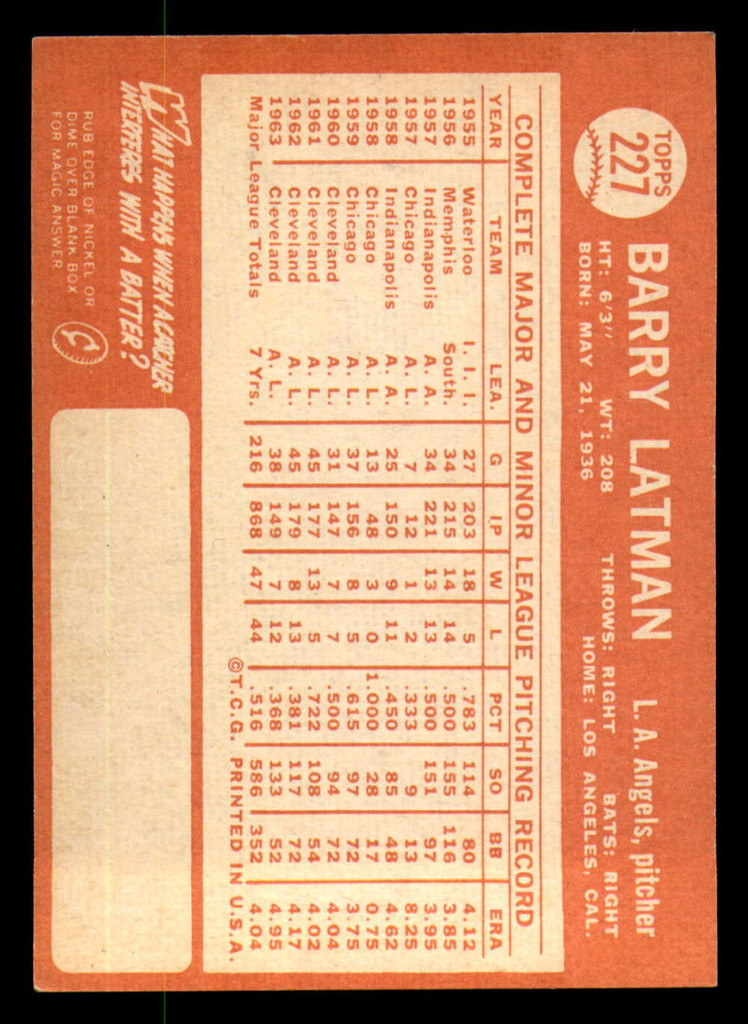 TOPPS
227
BARRY LATMAN L. A. Angels, pitcher
HT: 6'3" WT: 208 THROWS: RIGHT BATS: RIGHT
BORN: MAY 21, 1936 HOME: LOS ANGELES, CAL.
COMPLETE MAJOR AND MINOR LEAGUE PITCHING RECORD
YEAR TEAM LEA. G IP W L PCT SO BB ERA
1955 Waterloo I. I. I. 27 203 18 5 .783 114 80 4.12
1956 Memphis South. 34 215 14 14 .500 155 116 3.85
1957 Indianapolis A. A. 34 221 13 13 .500 151 97 3.95
1957 Chicago A. L. 7 12 1 2 .333 9 13 8.25
1958 Indianapolis A. A. 25 150 9 11 .450 85 48 4.62
1958 Chicago A. L. 13 48 3 0 1.000 28 17 0.75
1959 Chicago A. L. 37 156 8 5 .615 97 72 3.75
1960 Cleveland A. L. 31 147 7 7 .500 94 72 4.04
1961 Cleveland A. L. 45 177 13 5 .722 108 54 4.02
1962 Cleveland A. L. 45 179 8 13 .381 117 72 4.17
1963 Cleveland A. L. 38 149 7 12 .368 133 52 4.95
Major League Totals 7 Yrs. 216 868 47 44 .516 586 352 4.04
©T.C.G. PRINTED IN U.S.A.
WHAT HAPPENS WHEN A CATCHER
INTERFERES WITH A BATTER?
RUB EDGE OF NICKEL OR
DIME OVER BLANK BOX
FOR MAGIC ANSWER